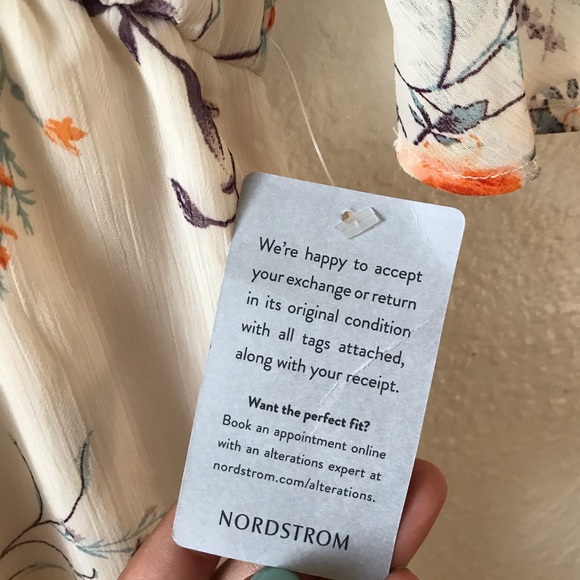 We're happy to accept
your exchange or return
in its original condition
with all tags attached,
along with your receipt.
Want the perfect fit?
Book an appointment online
with an alterations expert at
nordstrom.com/alterations.
NORDSTROM